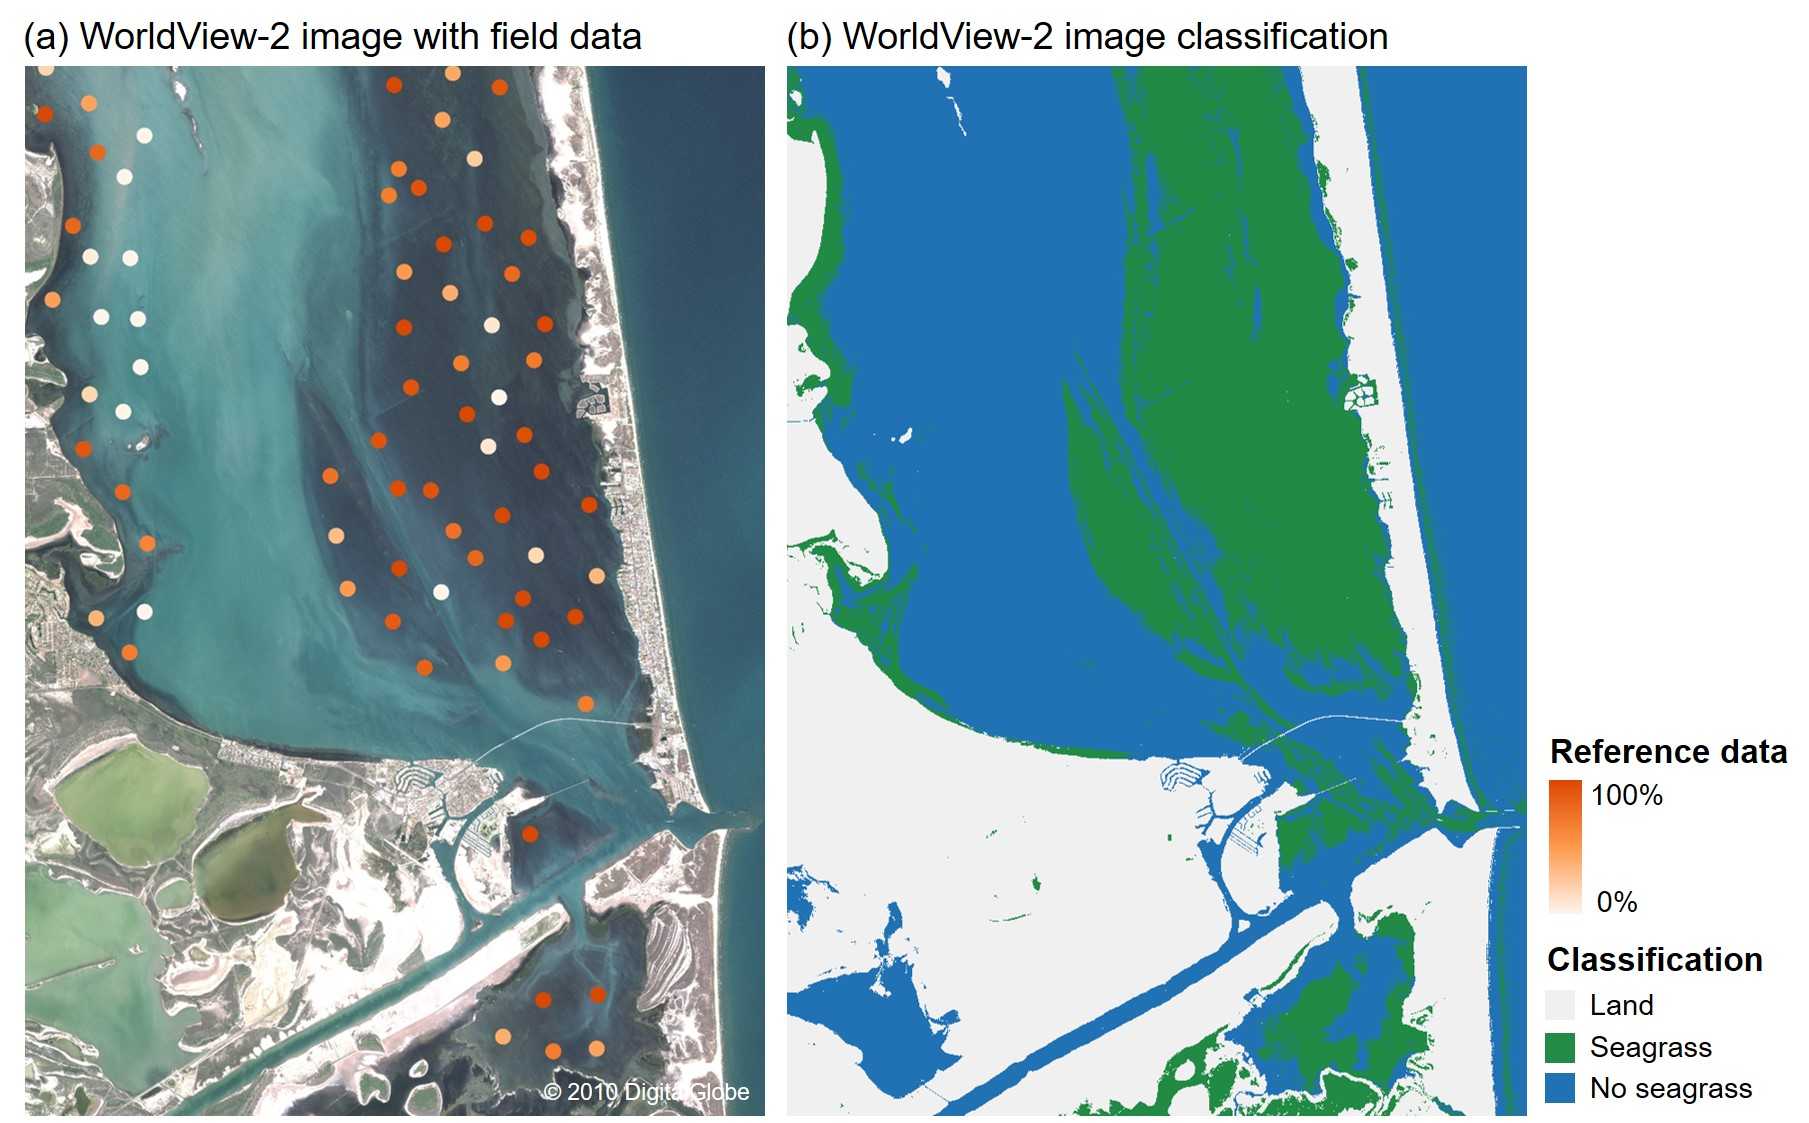 (a) WorldView-2 image with field data
(b) WorldView-2 image classification
© 2010 DigitalGlobe
Reference data
100%
0%
Classification
Land
Seagrass
No seagrass